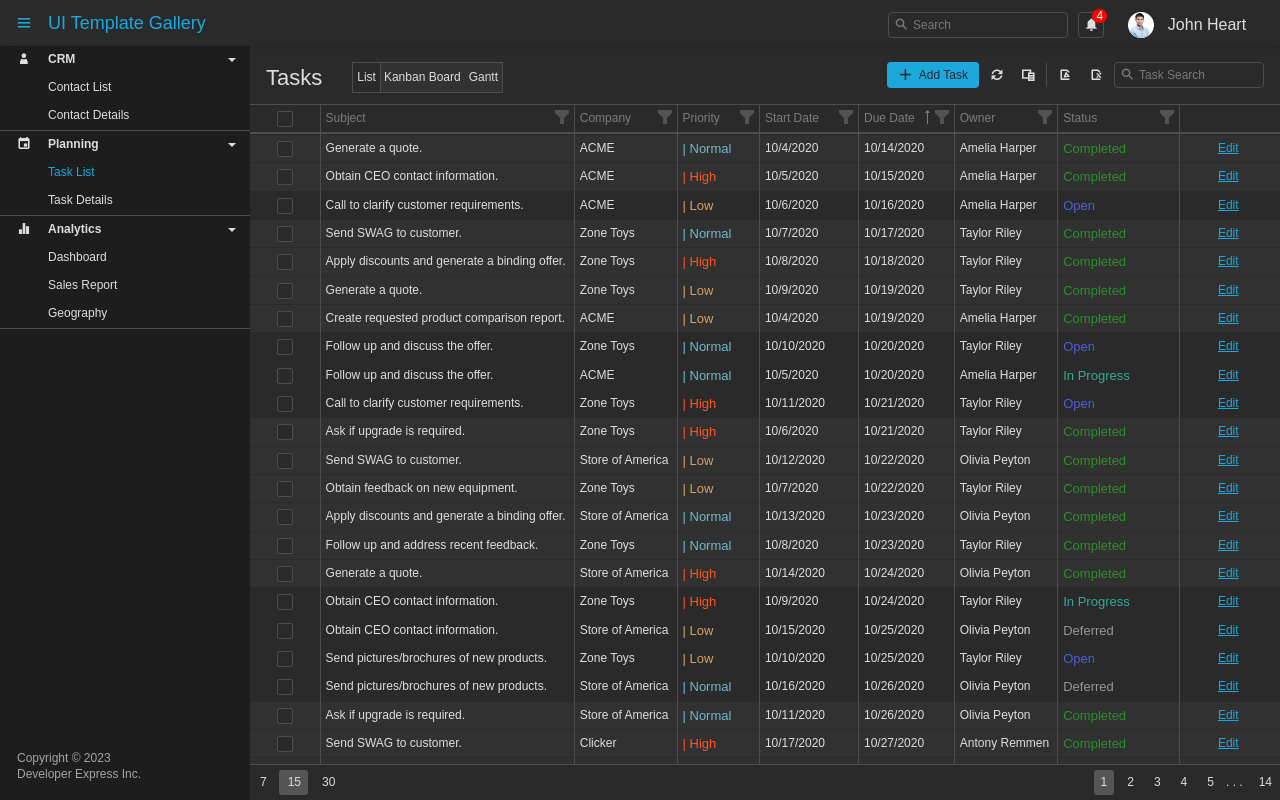 UI Template Gallery
Search
4
John Heart
CRM
Contact List
Contact Details
Planning
Task List
Task Details
Analytics
Dashboard
Sales Report
Geography
Copyright © 2023
Developer Express Inc.
Tasks
List Kanban Board Gantt
Add Task
Task Search
Subject Company Priority Start Date Due Date Owner Status
Generate a quote. ACME | Normal 10/4/2020 10/14/2020 Amelia Harper Completed Edit
Obtain CEO contact information. ACME | High 10/5/2020 10/15/2020 Amelia Harper Completed Edit
Call to clarify customer requirements. ACME | Low 10/6/2020 10/16/2020 Amelia Harper Open Edit
Send SWAG to customer. Zone Toys | Normal 10/7/2020 10/17/2020 Taylor Riley Completed Edit
Apply discounts and generate a binding offer. Zone Toys | High 10/8/2020 10/18/2020 Taylor Riley Completed Edit
Generate a quote. Zone Toys | Low 10/9/2020 10/19/2020 Taylor Riley Completed Edit
Create requested product comparison report. ACME | Low 10/4/2020 10/19/2020 Amelia Harper Completed Edit
Follow up and discuss the offer. Zone Toys | Normal 10/10/2020 10/20/2020 Taylor Riley Open Edit
Follow up and discuss the offer. ACME | Normal 10/5/2020 10/20/2020 Amelia Harper In Progress Edit
Call to clarify customer requirements. Zone Toys | High 10/11/2020 10/21/2020 Taylor Riley Open Edit
Ask if upgrade is required. Zone Toys | High 10/6/2020 10/21/2020 Taylor Riley Completed Edit
Send SWAG to customer. Store of America | Low 10/12/2020 10/22/2020 Olivia Peyton Completed Edit
Obtain feedback on new equipment. Zone Toys | Low 10/7/2020 10/22/2020 Taylor Riley Completed Edit
Apply discounts and generate a binding offer. Store of America | Normal 10/13/2020 10/23/2020 Olivia Peyton Completed Edit
Follow up and address recent feedback. Zone Toys | Normal 10/8/2020 10/23/2020 Taylor Riley Completed Edit
Generate a quote. Store of America | High 10/14/2020 10/24/2020 Olivia Peyton Completed Edit
Obtain CEO contact information. Zone Toys | High 10/9/2020 10/24/2020 Taylor Riley In Progress Edit
Obtain CEO contact information. Store of America | Low 10/15/2020 10/25/2020 Olivia Peyton Deferred Edit
Send pictures/brochures of new products. Zone Toys | Low 10/10/2020 10/25/2020 Taylor Riley Open Edit
Send pictures/brochures of new products. Store of America | Normal 10/16/2020 10/26/2020 Olivia Peyton Deferred Edit
Ask if upgrade is required. Store of America | Normal 10/11/2020 10/26/2020 Olivia Peyton Completed Edit
Send SWAG to customer. Clicker | High 10/17/2020 10/27/2020 Antony Remmen Completed Edit
7 15 30 1 2 3 4 5 . . . 14